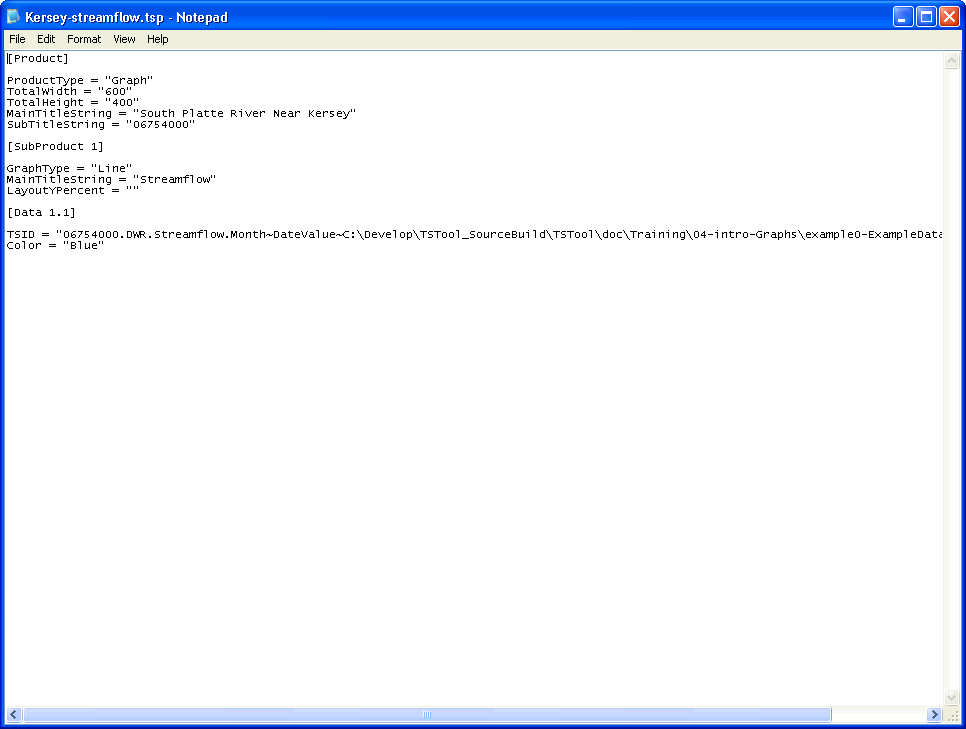 Kersey-streamflow.tsp - Notepad
File Edit Format View Help
[Product]
ProductType = "Graph"
TotalWidth = "600"
TotalHeight = "400"
MainTitleString = "South Platte River Near Kersey"
SubTitleString = "06754000"
[SubProduct 1]
GraphType = "Line"
MainTitleString = "Streamflow"
LayoutYPercent = ""
[Data 1.1]
TSID = "06754000.DWR.Streamflow.Month~DateValue~C:\Develop\TSTool_SourceBuild\TSTool\doc\Training\04-intro-Graphs\example0-ExampleData
Color = "Blue"